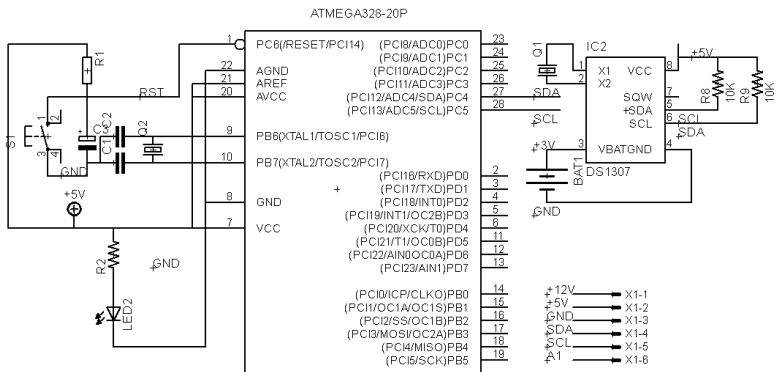 ATMEGA328-20P
1 PC6(/RESET/PCI14)
22 AGND
21 AREF
20 AVCC
9 PB6(XTAL1/TOSC1/PCI6)
10 PB7(XTAL2/TOSC2/PCI7)
8 GND
7 VCC
(PCI8/ADC0)PC0 23
(PCI9/ADC1)PC1 24
(PCI10/ADC2)PC2 25
(PCI11/ADC3)PC3 26
(PCI12/ADC4/SDA)PC4 27 SDA
(PCI13/ADC5/SCL)PC5 28 SCL
(PCI16/RXD)PD0 2
(PCI17/TXD)PD1 3
(PCI18/INT0)PD2 4
(PCI19/INT1/OC2B)PD3 5
(PCI20/XCK/T0)PD4 6
(PCI21/T1/OC0B)PD5 11
(PCI22/AIN0OC0A)PD6 12
(PCI23/AIN1)PD7 13
(PCI0/ICP/CLKO)PB0 14
(PCI1/OC1A/OC1S)PB1 15
(PCI2/SS/OC1B)PB2 16
(PCI3/MOSI/OC2A)PB3 17
(PCI4/MISO)PB4 18
(PCI5/SCK)PB5 19
R1
RST
S1
1 2
3 4
C3
C2
C1
Q2
+5V
GND
R2
LED2
Q1
IC2
1 X1
2 X2
3 VBAT
VCC 8
SQW 7
+SDA 5
SCL 6
GND 4
DS1307
+5V
R8 10K
R9 10K
SCL
SDA
+3V
BAT1
GND
+12V X1-1
+5V X1-2
GND X1-3
SDA X1-4
SCL X1-5
A1 X1-6